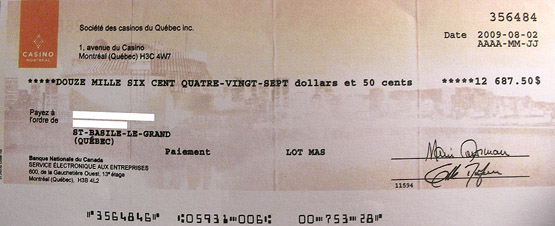 356484
Société des casinos du Québec inc.
Date 2009-08-02
AAAA-MM-JJ
1, avenue du Casino
Montréal (Québec) H3C 4W7
CASINO
MONTRÉAL
*****DOUZE MILLE SIX CENT QUATRE-VINGT-SEPT dollars et 50 cents *****12 687.50$
Payez à
l'ordre de
ST-BASILE-LE-GRAND
(QUÉBEC)
Paiement LOT MAS
Banque Nationale du Canada
SERVICE ÉLECTRONIQUE AUX ENTREPRISES
600, de la Gauchetière Ouest, 13e étage
Montréal (Québec), H3B 4L2
11594
⑈3564846⑈ ⑆05931⑉006⑆ 00⑉753⑉28⑈